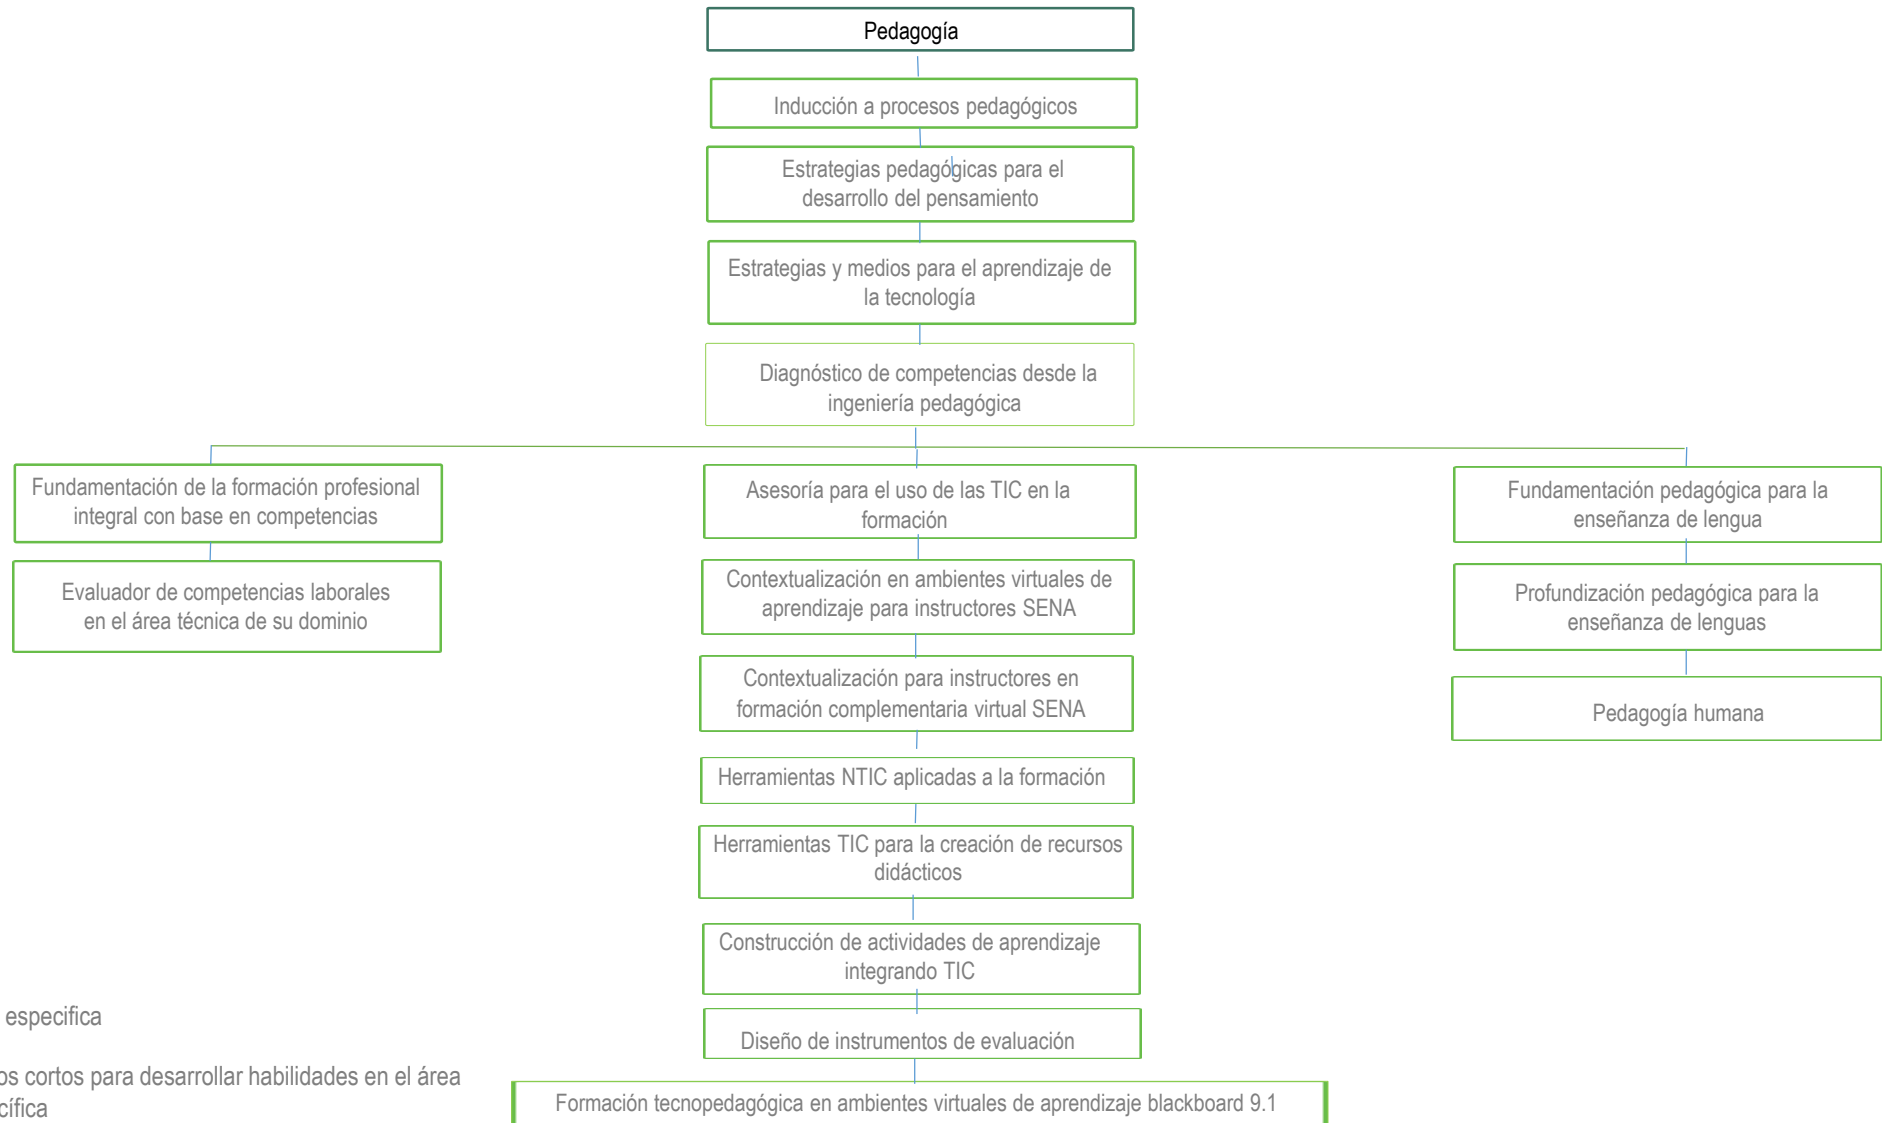 Pedagogía
Inducción a procesos pedagógicos
Estrategias pedagógicas para el
desarrollo del pensamiento
Estrategias y medios para el aprendizaje de
la tecnología
Diagnóstico de competencias desde la
ingeniería pedagógica
Fundamentación de la formación profesional
integral con base en competencias
Evaluador de competencias laborales
en el área técnica de su dominio
Asesoría para el uso de las TIC en la
formación
Contextualización en ambientes virtuales de
aprendizaje para instructores SENA
Contextualización para instructores en
formación complementaria virtual SENA
Herramientas NTIC aplicadas a la formación
Herramientas TIC para la creación de recursos
didácticos
Construcción de actividades de aprendizaje
integrando TIC
Diseño de instrumentos de evaluación
Formación tecnopedagógica en ambientes virtuales de aprendizaje blackboard 9.1
Fundamentación pedagógica para la
enseñanza de lengua
Profundización pedagógica para la
enseñanza de lenguas
Pedagogía humana
especifica
os cortos para desarrollar habilidades en el área
cífica